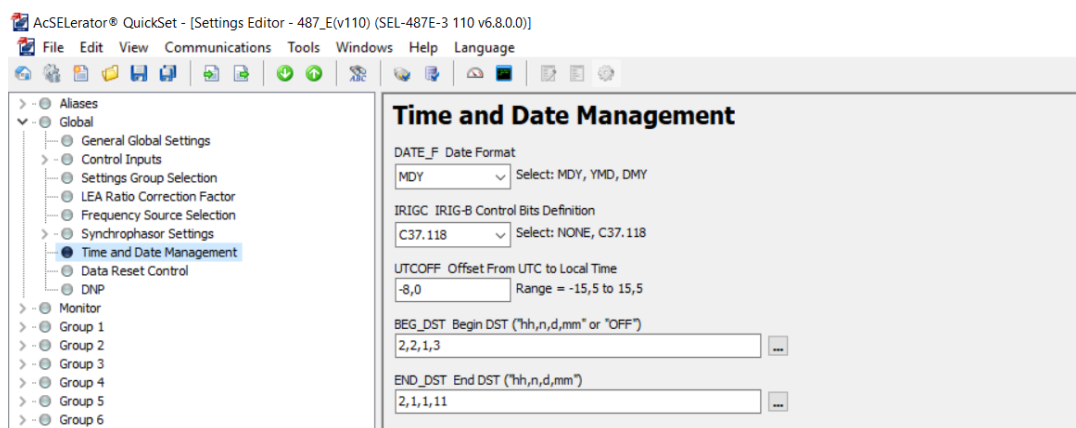 AcSELerator® QuickSet - [Settings Editor - 487_E(v110) (SEL-487E-3 110 v6.8.0.0)]
File Edit View Communications Tools Windows Help Language
Aliases
Global
General Global Settings
Control Inputs
Settings Group Selection
LEA Ratio Correction Factor
Frequency Source Selection
Synchrophasor Settings
Time and Date Management
Data Reset Control
DNP
Monitor
Group 1
Group 2
Group 3
Group 4
Group 5
Group 6
Time and Date Management
DATE_F Date Format
MDY Select: MDY, YMD, DMY
IRIGC IRIG-B Control Bits Definition
C37.118 Select: NONE, C37.118
UTCOFF Offset From UTC to Local Time
-8,0 Range = -15,5 to 15,5
BEG_DST Begin DST ("hh,n,d,mm" or "OFF")
2,2,1,3 ...
END_DST End DST ("hh,n,d,mm")
2,1,1,11 ...